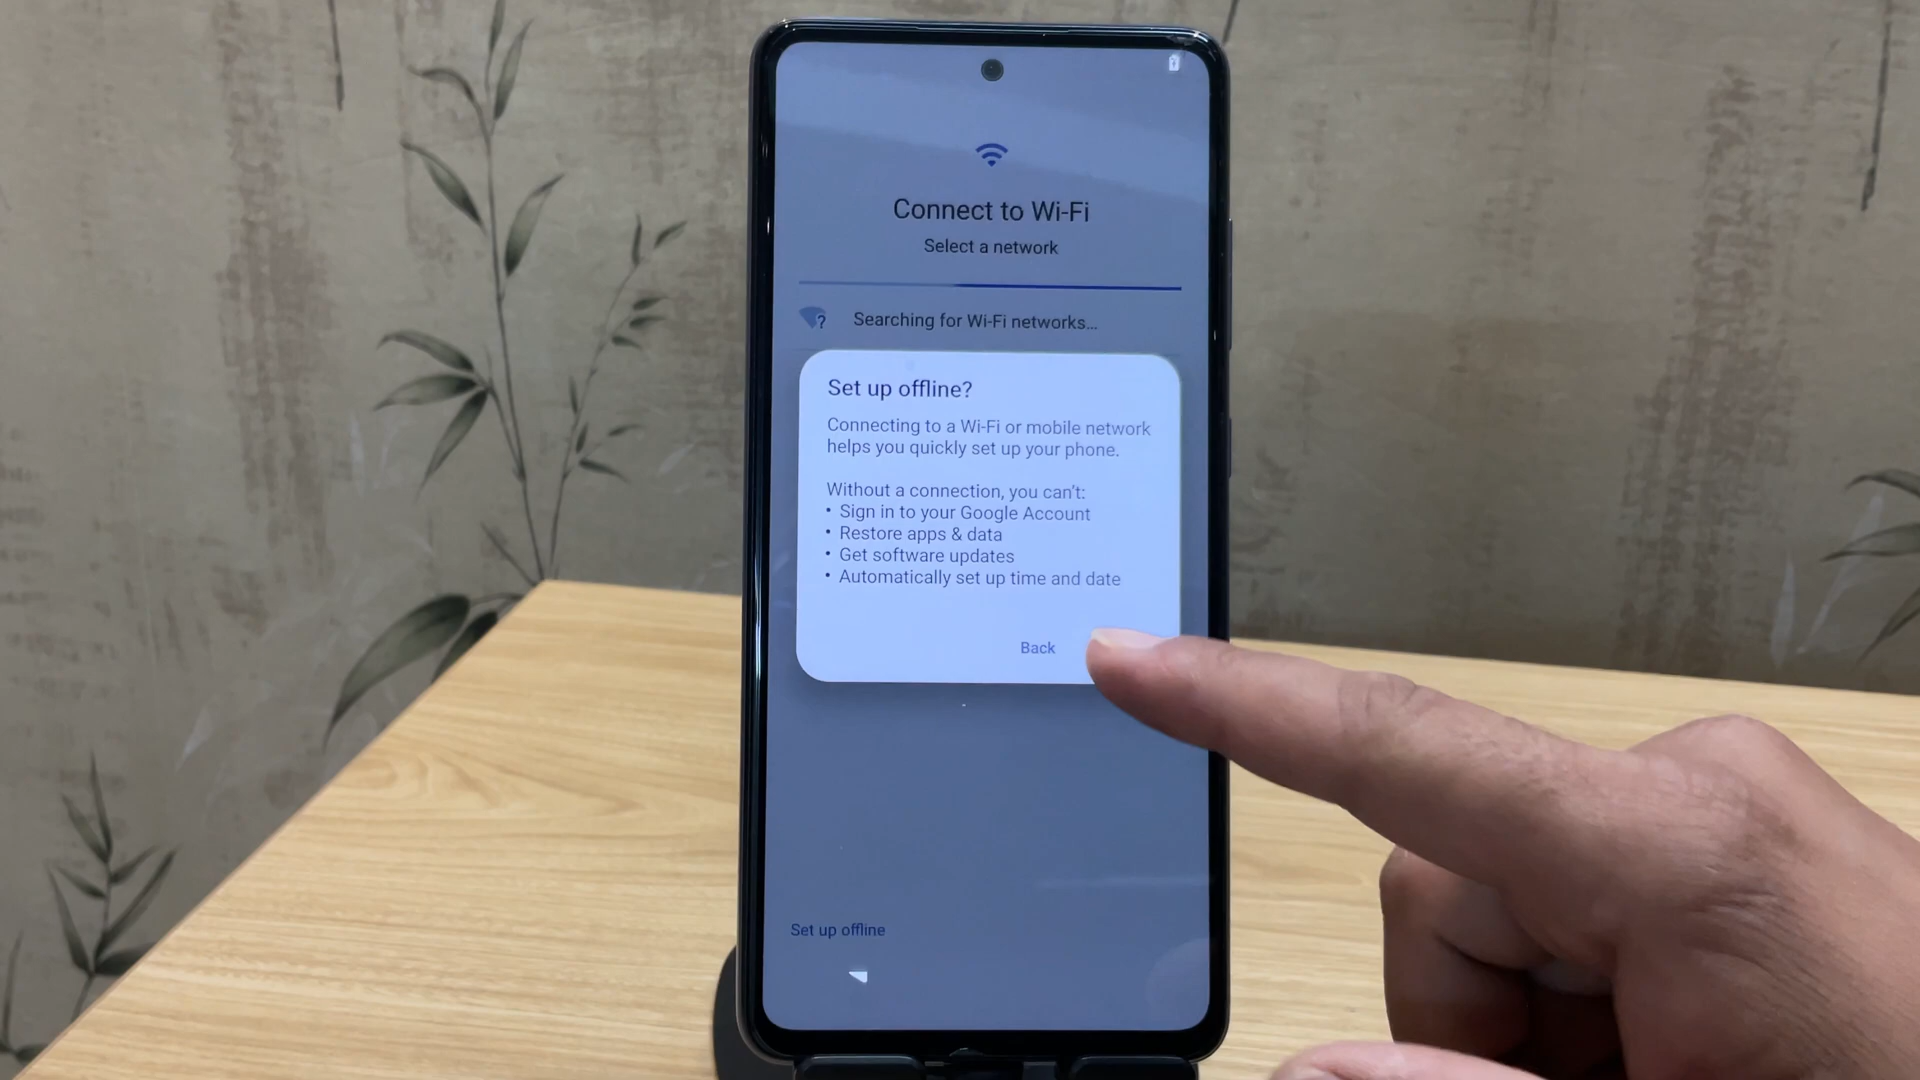 Connect to Wi-Fi
Select a network
Searching for Wi-Fi networks...
Set up offline?
Connecting to a Wi-Fi or mobile network
helps you quickly set up your phone.
Without a connection, you can't:
• Sign in to your Google Account
• Restore apps & data
• Get software updates
• Automatically set up time and date
Back
Set up offline